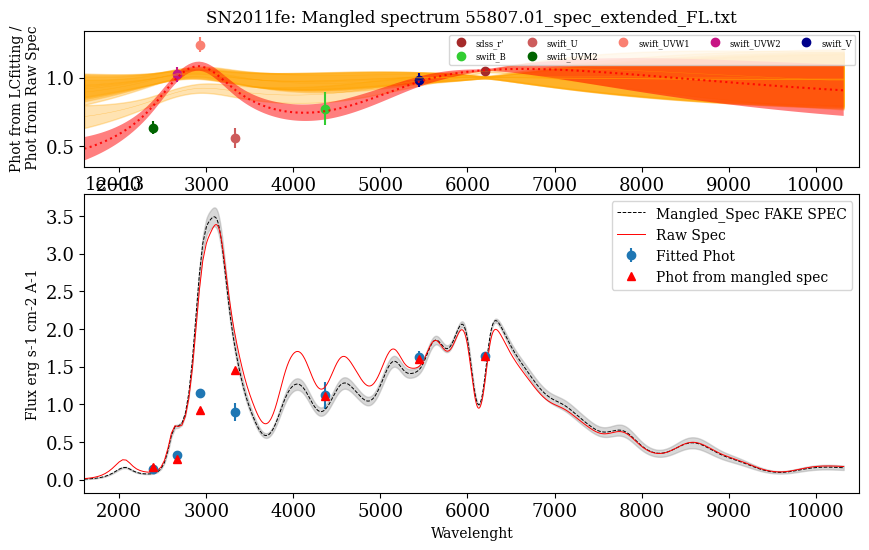 SN2011fe: Mangled spectrum 55807.01_spec_extended_FL.txt
Phot from LCfitting /
Phot from Raw Spec
1.0
0.5
sdss_r'
swift_B
swift_U
swift_UVM2
swift_UVW1
swift_UVW2
swift_V
2000 3000 4000 5000 6000 7000 8000 9000 10000
Flux erg s-1 cm-2 A-1
3.5
3.0
2.5
2.0
1.5
1.0
0.5
0.0
Mangled_Spec FAKE SPEC
Raw Spec
Fitted Phot
Phot from mangled spec
2000 3000 4000 5000 6000 7000 8000 9000 10000
Wavelenght